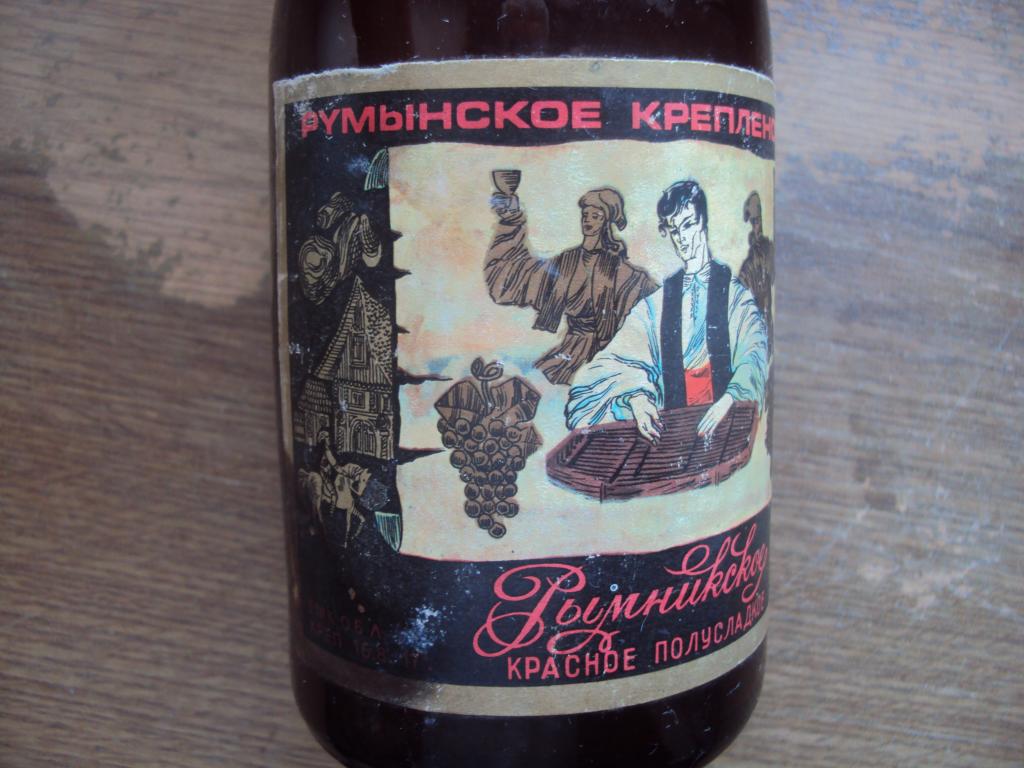 РУМЫНСКОЕ КРЕПЛЕНО
Рымникское
КРАСНОЕ ПОЛУСЛАДКОЕ